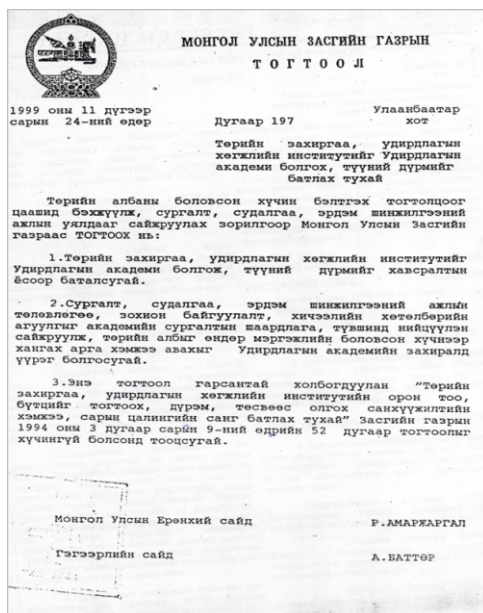 МОНГОЛ УЛСЫН ЗАСГИЙН ГАЗРЫН
ТОГТООЛ
1999 оны 11 дүгээр
сарын 24-ний өдөр
Дугаар 197
Улаанбаатар
хот
Төрийн захиргаа, удирдлагын
хөгжлийн институтийг Удирдлагын
академи болгох, түүний дүрмийг
батлах тухай
Төрийн албаны боловсон хүчин бэлтгэх тогтолцоог
цаашид бэхжүүлж, сургалт, судалгаа, эрдэм шинжилгээний
ажлын уялдааг сайжруулах зорилгоор Монгол Улсын Засгийн
газраас ТОГТООХ нь:
1.Төрийн захиргаа, удирдлагын хөгжлийн институтийг
Удирдлагын академи болгож, түүний дүрмийг хавсралтын
ёсоор баталсугай.
2.Сургалт, судалгаа, эрдэм шинжилгээний ажлын
төлөвлөгөө, зохион байгуулалт, хичээлийн хөтөлбөрийн
агуулгыг академийн сургалтын шаардлага, түвшинд нийцүүлэн
сайжруулж, төрийн албыг өндөр мэргэжлийн боловсон хүчнээр
хангах арга хэмжээ авахыг Удирдлагын академийн захиралд
үүрэг болгосугай.
3.Энэ тогтоол гарсантай холбогдуулан "Төрийн
захиргаа, удирдлагын хөгжлийн институтийн орон тоо,
бүтцийг тогтоох, дүрэм, төсвөөс олгох санхүүжилтийн
хэмжээ, сарын цалингийн санг батлах тухай" Засгийн газрын
1994 оны 3 дугаар сарын 9-ний өдрийн 52 дугаар тогтоолыг
хүчингүй болсонд тооцсугай.
Монгол Улсын Ерөнхий сайд
Р.АМАРЖАРГАЛ
Гэгээрлийн сайд
А.БАТТӨР